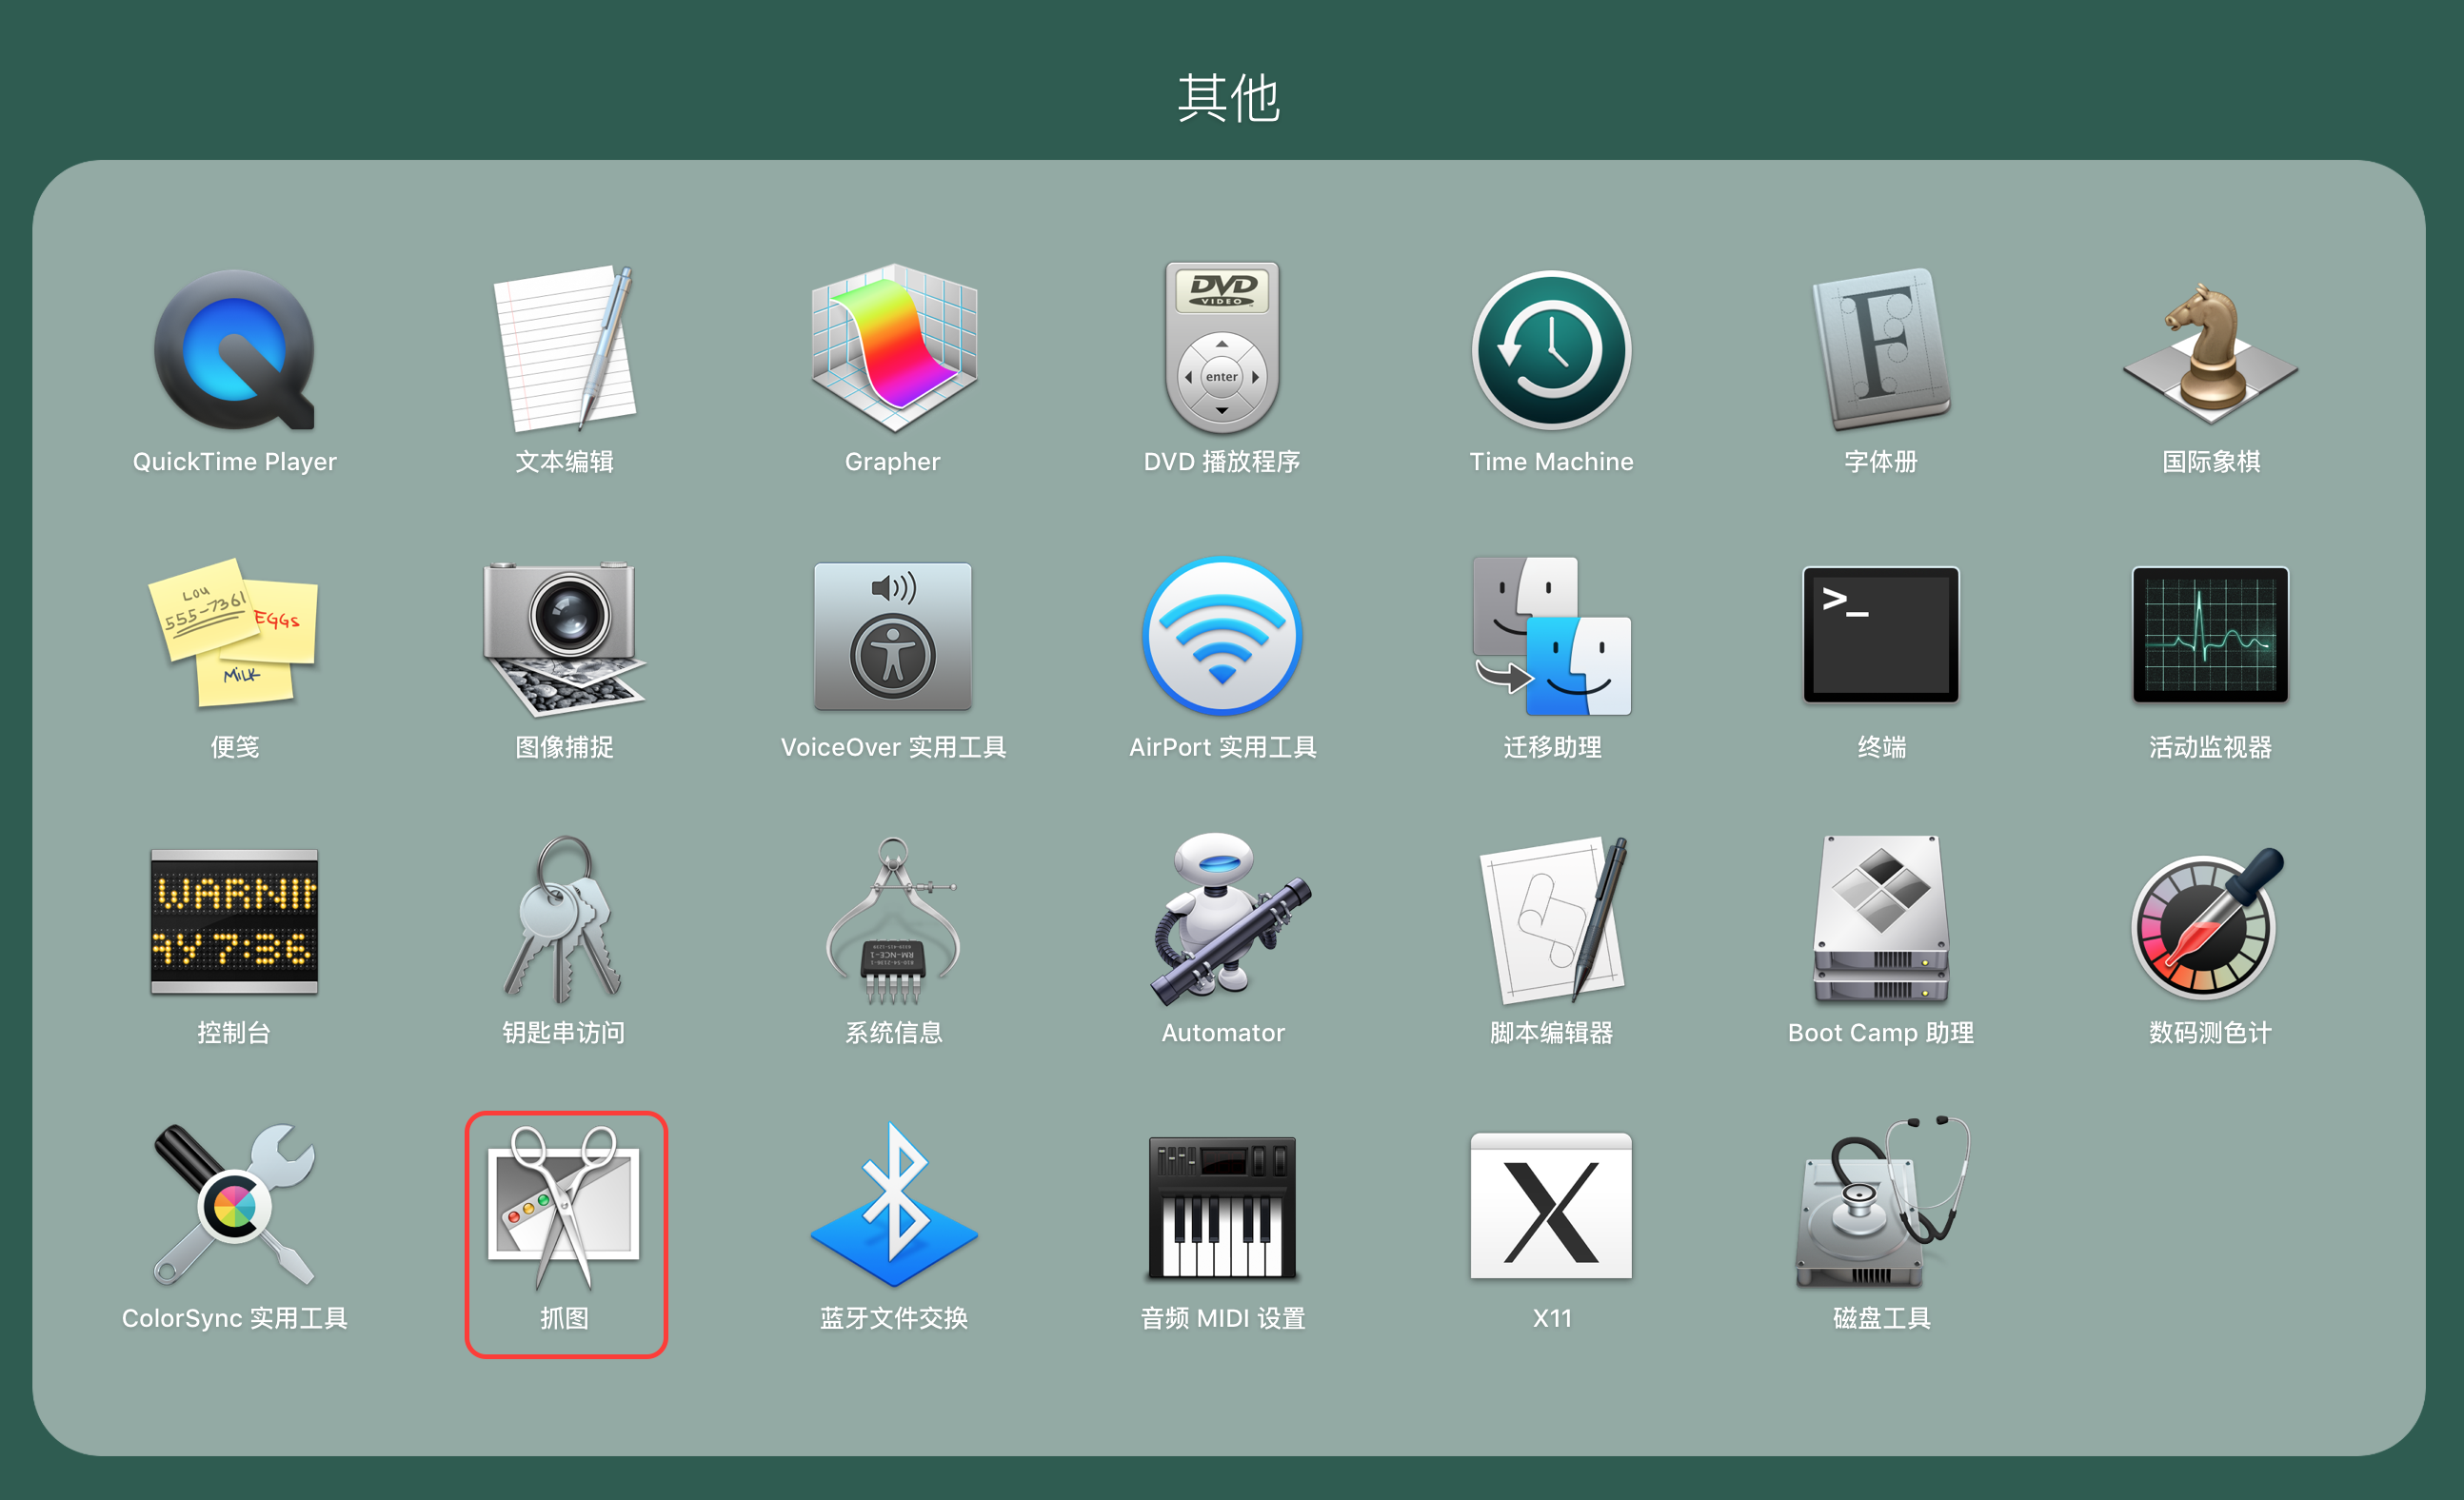 其他
DVD
VIDEO
enter
F
QuickTime Player
文本编辑
Grapher
DVD 播放程序
Time Machine
字体册
国际象棋
Lou
555-7361
EGGs
MiLK
>_
便笺
图像捕捉
VoiceOver 实用工具
AirPort 实用工具
迁移助理
终端
活动监视器
WARNIN
AY 7:36
RM-NCE-1
控制台
钥匙串访问
系统信息
Automator
脚本编辑器
Boot Camp 助理
数码测色计
X
ColorSync 实用工具
抓图
蓝牙文件交换
音频 MIDI 设置
X11
磁盘工具